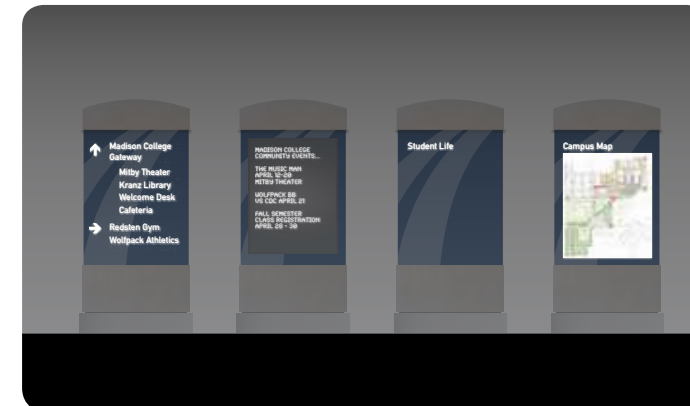 Madison College
Gateway
Mitby Theater
Kranz Library
Welcome Desk
Cafeteria
Redsten Gym
Wolfpack Athletics
MADISON COLLEGE
COMMUNITY EVENTS...
THE MUSIC MAN
APRIL 12-20
MITBY THEATER
WOLFPACK BB
VS CDC APRIL 21
FALL SEMESTER
CLASS REGISTRATION
APRIL 28 - 30
Student Life
Campus Map